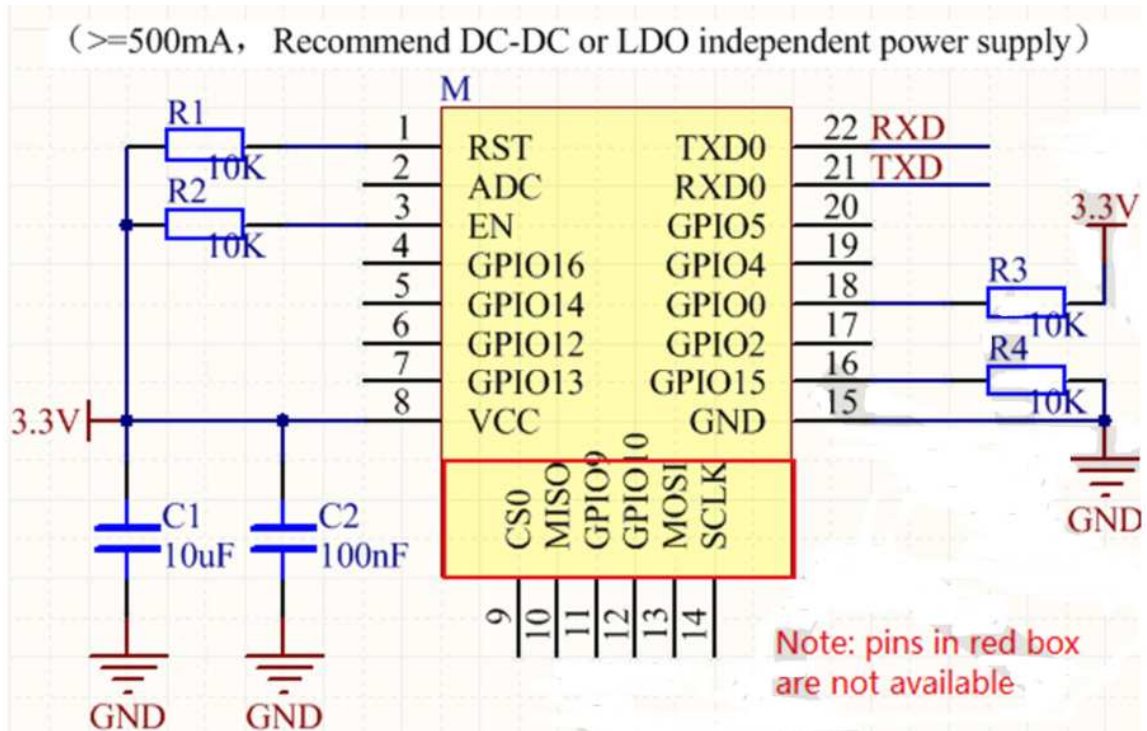 （>=500mA， Recommend DC-DC or LDO independent power supply）
M
R1
10K
R2
10K
1 RST
2 ADC
3 EN
4 GPIO16
5 GPIO14
6 GPIO12
7 GPIO13
8 VCC
TXD0 22 RXD
RXD0 21 TXD
GPIO5 20
GPIO4 19
GPIO0 18
GPIO2 17
GPIO15 16
GND 15
3.3V
R3
10K
R4
10K
GND
3.3V
C1
10uF
C2
100nF
GND
GND
CS0 MISO GPIO9 GPIO10 MOSI SCLK
9 10 11 12 13 14
Note: pins in red box
are not available